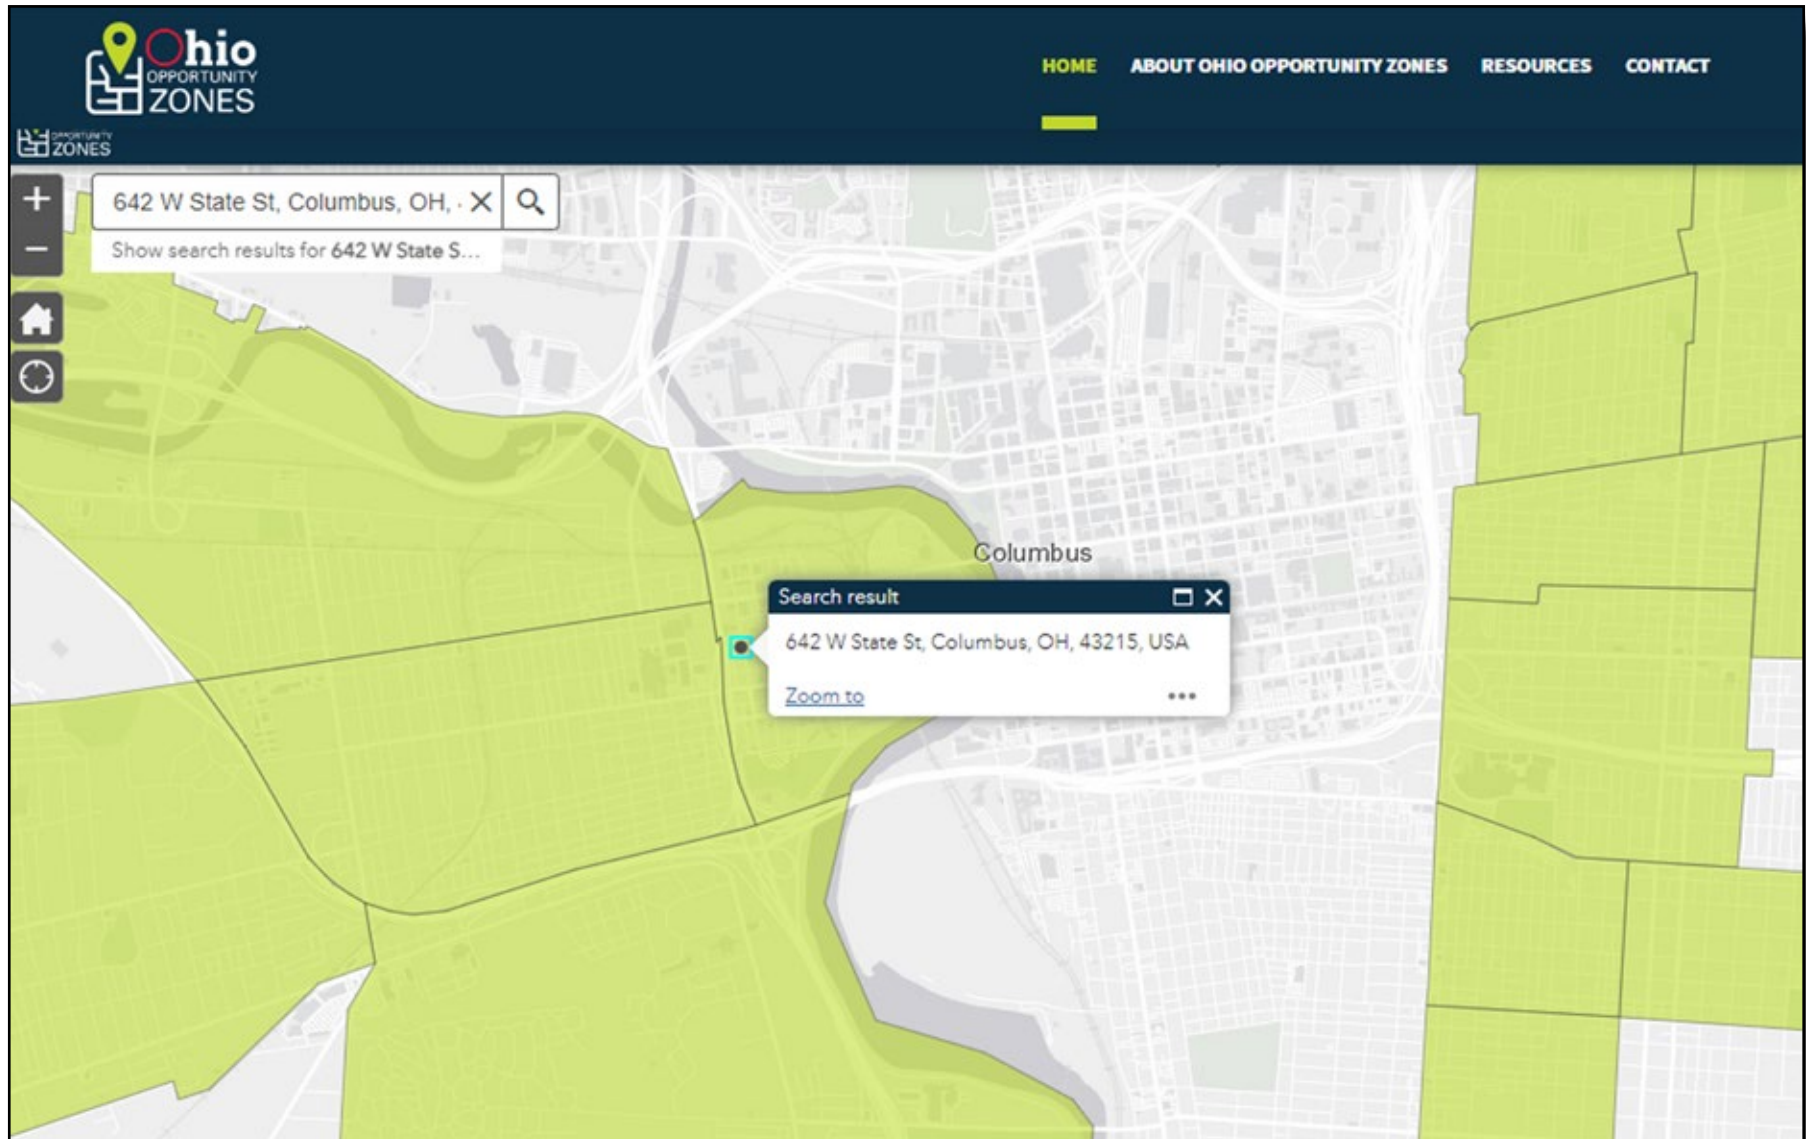 Ohio
OPPORTUNITY
ZONES
HOME
ABOUT OHIO OPPORTUNITY ZONES
RESOURCES
CONTACT
OPPORTUNITY
ZONES
+
642 W State St, Columbus, OH, 
−
Show search results for 642 W State S...
Columbus
Search result
642 W State St, Columbus, OH, 43215, USA
Zoom to